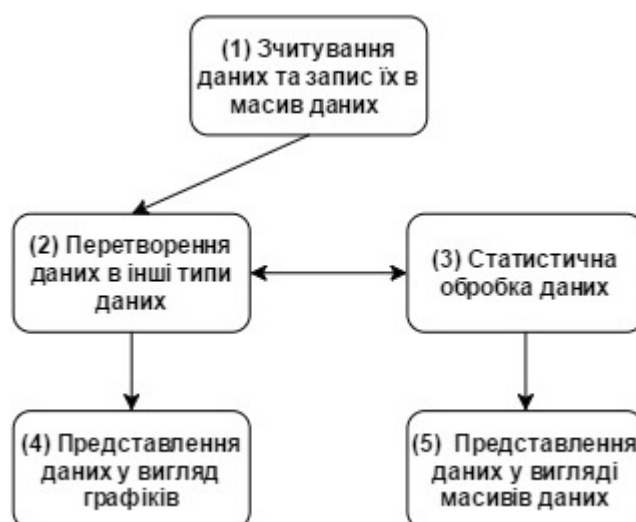 (1) Зчитування
даних та запис їх в
масив даних
(2) Перетворення
даних в інші типи
даних
(3) Статистична
обробка даних
(4) Представлення
даних у вигляд
графіків
(5) Представлення
даних у вигляді
масивів даних